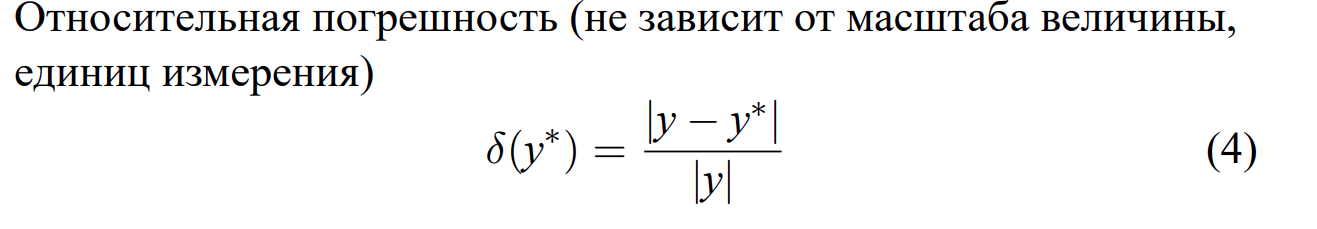 Относительная погрешность (не зависит от масштаба величины,
единиц измерения)
δ(y*) = |y − y*| / |y| (4)